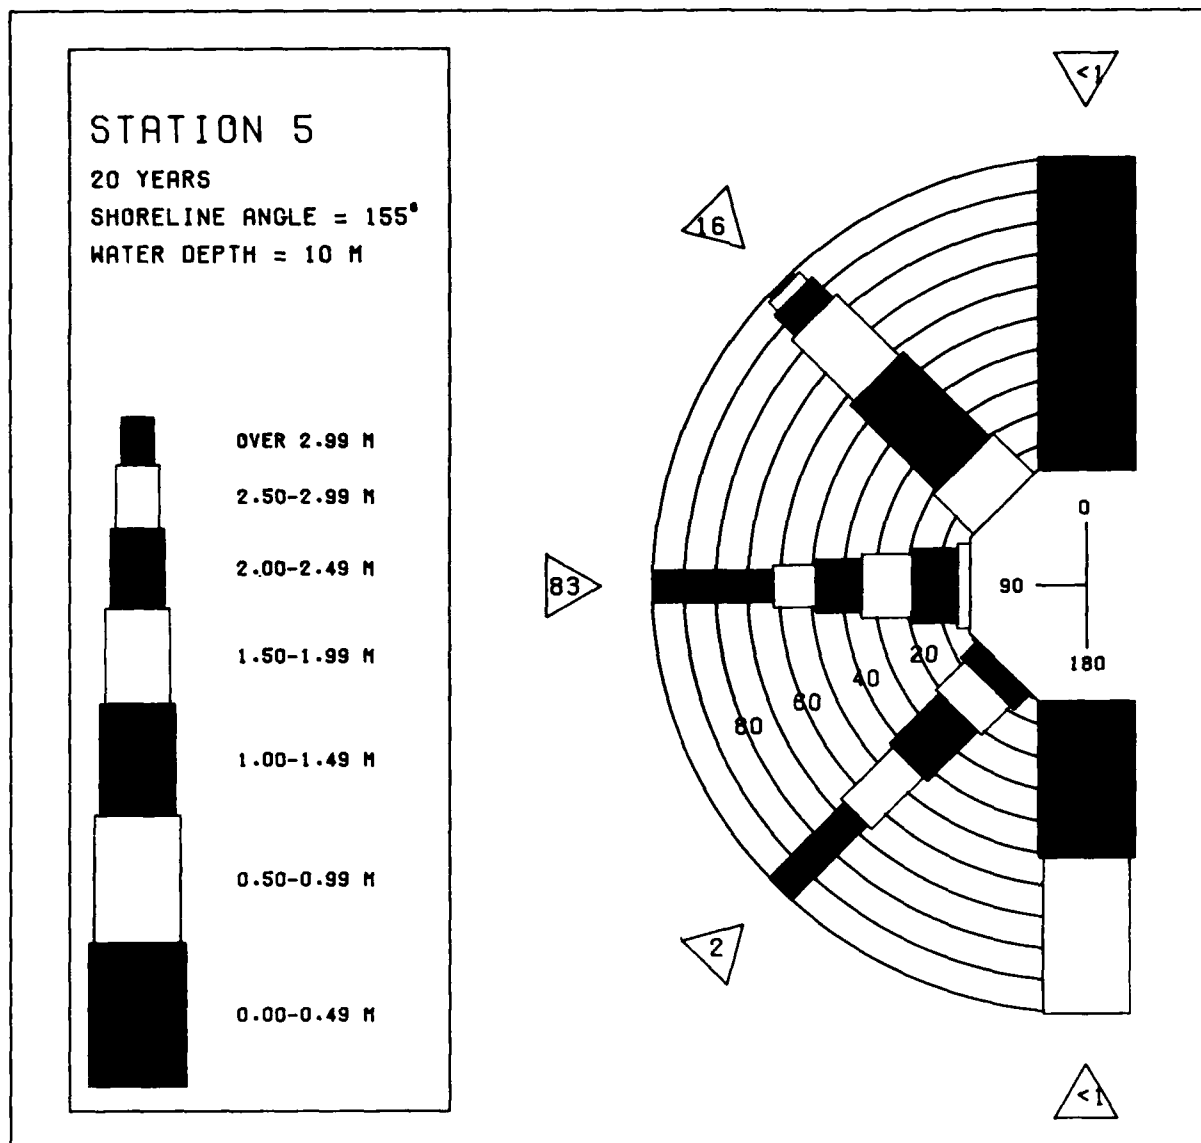 STATION 5
20 YEARS
SHORELINE ANGLE = 155°
WATER DEPTH = 10 M
OVER 2.99 M
2.50-2.99 M
2.00-2.49 M
1.50-1.99 M
1.00-1.49 M
0.50-0.99 M
0.00-0.49 M
<1
16
83
0
90
180
20
40
60
80
2
<1